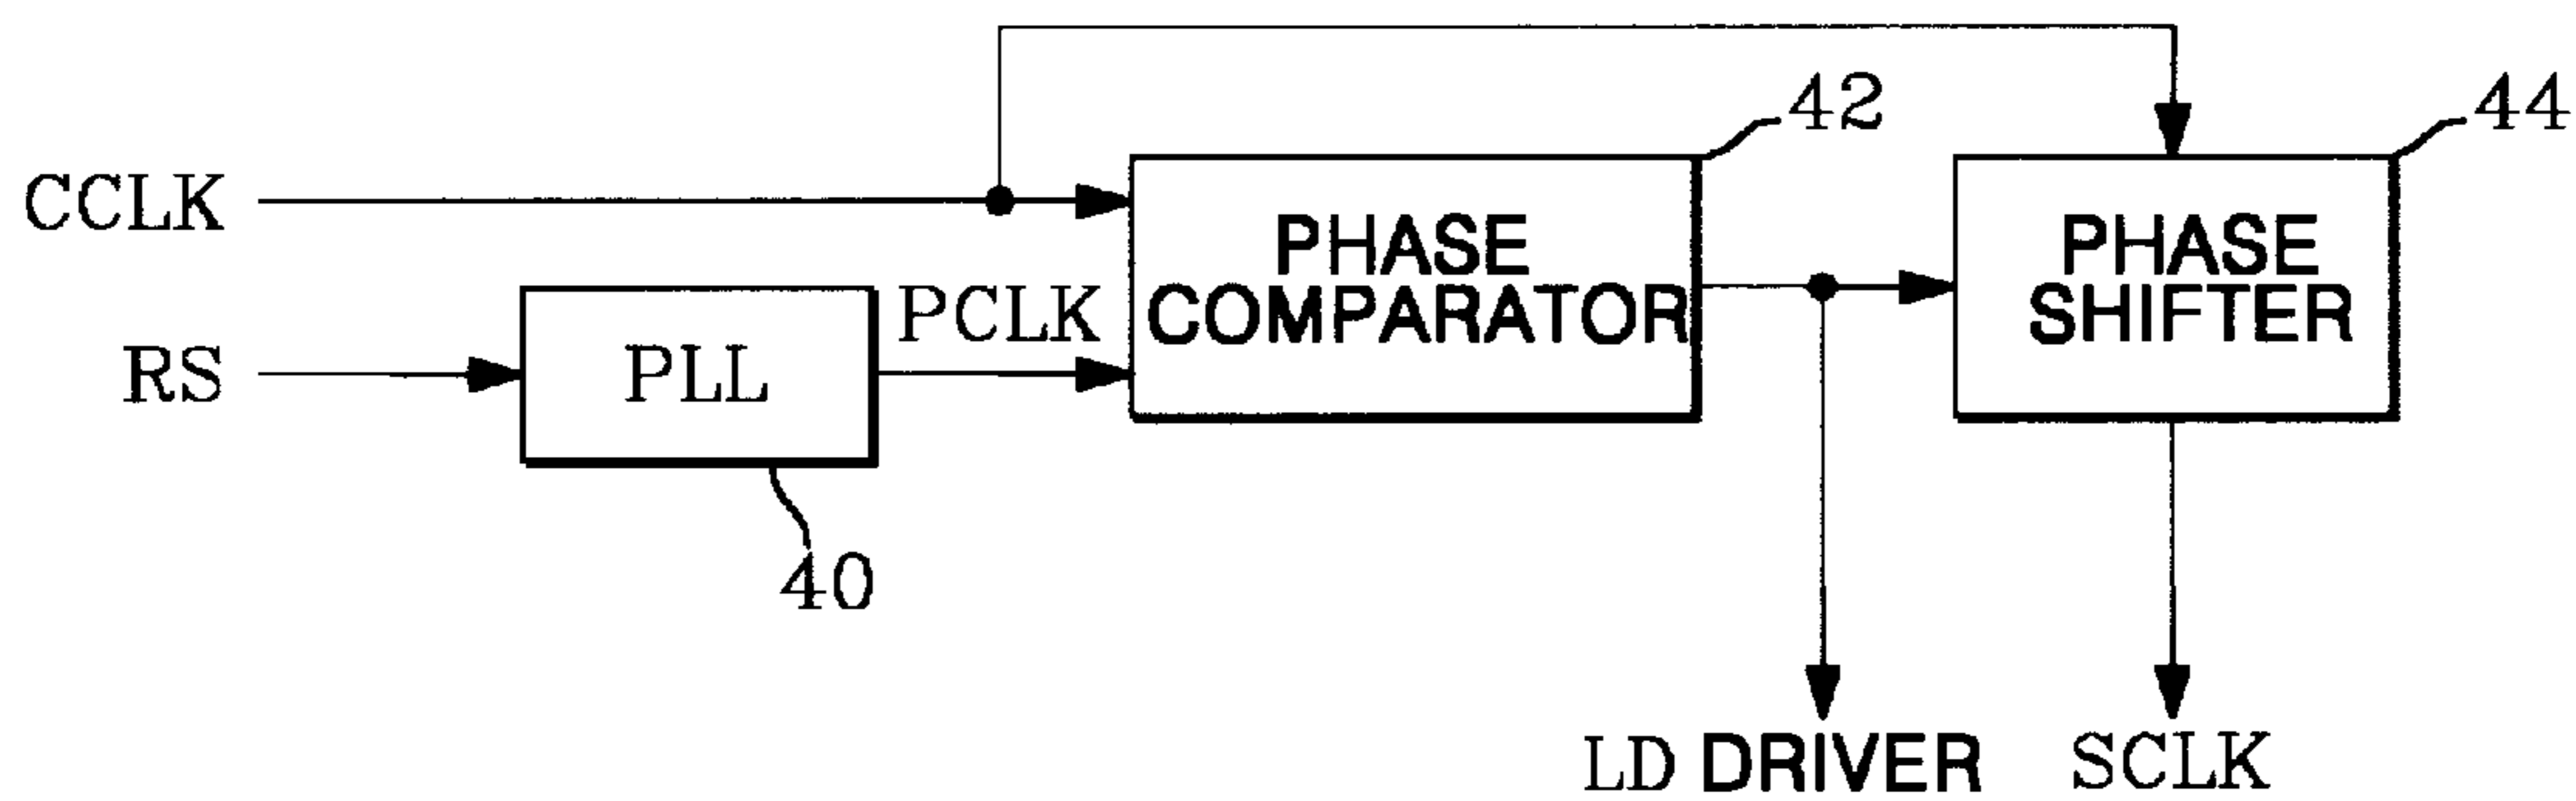 42
44
CCLK
PHASE
COMPARATOR
PHASE
SHIFTER
PCLK
RS
PLL
40
LD DRIVER
SCLK